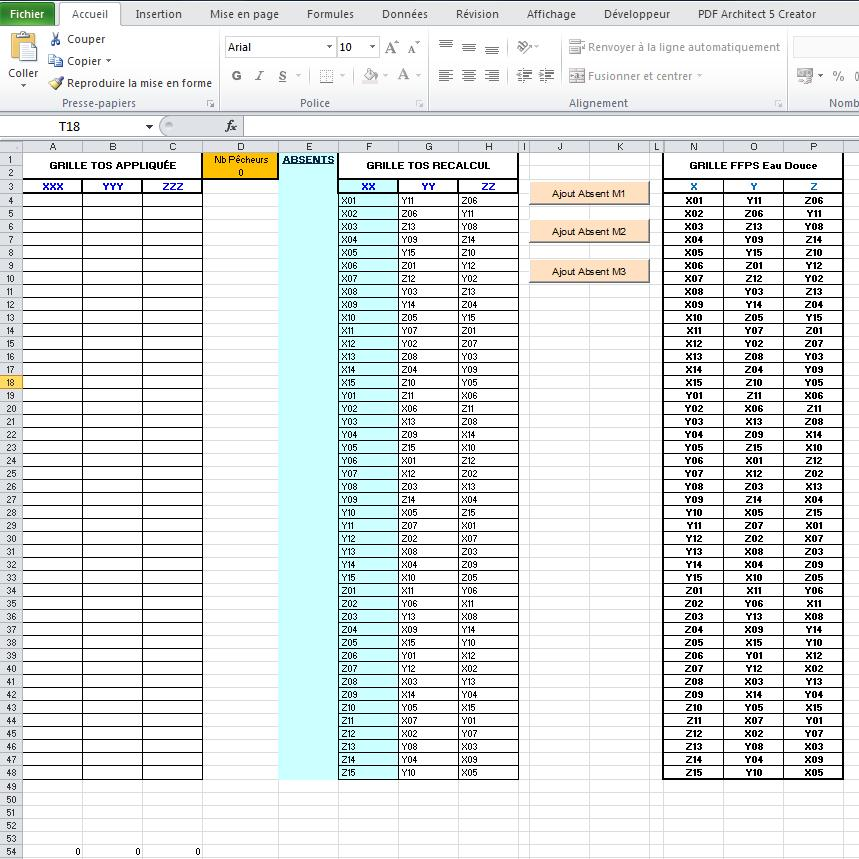 Fichier Accueil Insertion Mise en page Formules Données Révision Affichage Développeur PDF Architect 5 Creator
Couper
Copier
Coller
Reproduire la mise en forme
Presse-papiers
Arial 10 A A
G I S A
Police
Renvoyer à la ligne automatiquement
Fusionner et centrer
Alignement
% 0
Nomb
T18 fx
A B C D E F G H I J K L N O P
1 GRILLE TOS APPLIQUÉE Nb Pêcheurs ABSENTS GRILLE TOS RECALCUL GRILLE FFPS Eau Douce
2 0
3 XXX YYY ZZZ XX YY ZZ Ajout Absent M1 X Y Z
4 X01 Y11 Z06 X01 Y11 Z06
5 X02 Z06 Y11 X02 Z06 Y11
6 X03 Z13 Y08 Ajout Absent M2 X03 Z13 Y08
7 X04 Y09 Z14 X04 Y09 Z14
8 X05 Y15 Z10 X05 Y15 Z10
9 X06 Z01 Y12 Ajout Absent M3 X06 Z01 Y12
10 X07 Z12 Y02 X07 Z12 Y02
11 X08 Y03 Z13 X08 Y03 Z13
12 X09 Y14 Z04 X09 Y14 Z04
13 X10 Z05 Y15 X10 Z05 Y15
14 X11 Y07 Z01 X11 Y07 Z01
15 X12 Y02 Z07 X12 Y02 Z07
16 X13 Z08 Y03 X13 Z08 Y03
17 X14 Z04 Y09 X14 Z04 Y09
18 X15 Z10 Y05 X15 Z10 Y05
19 Y01 Z11 X06 Y01 Z11 X06
20 Y02 X06 Z11 Y02 X06 Z11
21 Y03 X13 Z08 Y03 X13 Z08
22 Y04 Z09 X14 Y04 Z09 X14
23 Y05 Z15 X10 Y05 Z15 X10
24 Y06 X01 Z12 Y06 X01 Z12
25 Y07 X12 Z02 Y07 X12 Z02
26 Y08 Z03 X13 Y08 Z03 X13
27 Y09 Z14 X04 Y09 Z14 X04
28 Y10 X05 Z15 Y10 X05 Z15
29 Y11 Z07 X01 Y11 Z07 X01
30 Y12 Z02 X07 Y12 Z02 X07
31 Y13 X08 Z03 Y13 X08 Z03
32 Y14 X04 Z09 Y14 X04 Z09
33 Y15 X10 Z05 Y15 X10 Z05
34 Z01 X11 Y06 Z01 X11 Y06
35 Z02 Y06 X11 Z02 Y06 X11
36 Z03 Y13 X08 Z03 Y13 X08
37 Z04 X09 Y14 Z04 X09 Y14
38 Z05 X15 Y10 Z05 X15 Y10
39 Z06 Y01 X12 Z06 Y01 X12
40 Z07 Y12 X02 Z07 Y12 X02
41 Z08 X03 Y13 Z08 X03 Y13
42 Z09 X14 Y04 Z09 X14 Y04
43 Z10 Y05 X15 Z10 Y05 X15
44 Z11 X07 Y01 Z11 X07 Y01
45 Z12 X02 Y07 Z12 X02 Y07
46 Z13 Y08 X03 Z13 Y08 X03
47 Z14 Y04 X09 Z14 Y04 X09
48 Z15 Y10 X05 Z15 Y10 X05
49
50
51
52
53
54 0 0 0